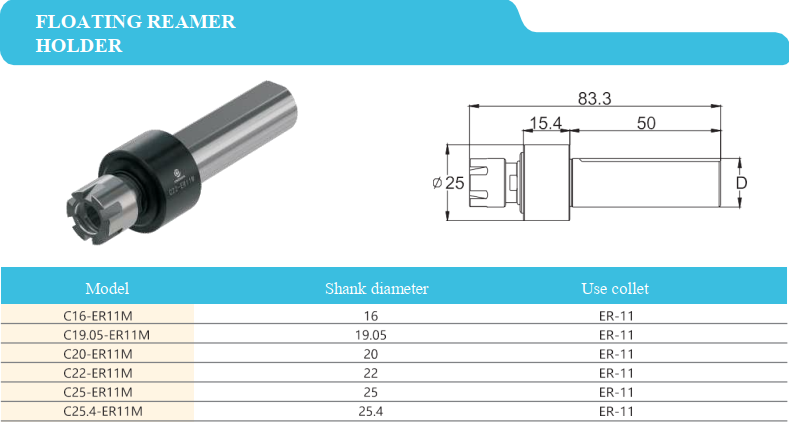 FLOATING REAMER
HOLDER
83.3
15.4 50
Ø25
D
C22-ER11M
Model Shank diameter Use collet
C16-ER11M 16 ER-11
C19.05-ER11M 19.05 ER-11
C20-ER11M 20 ER-11
C22-ER11M 22 ER-11
C25-ER11M 25 ER-11
C25.4-ER11M 25.4 ER-11